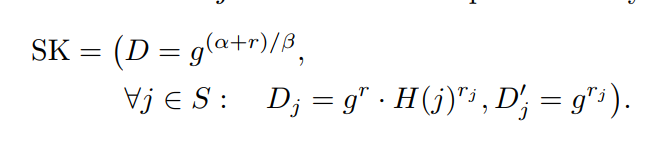 SK = (D = g^{(α+r)/β},
∀j ∈ S : D_j = g^r · H(j)^{r_j}, D'_j = g^{r_j}).